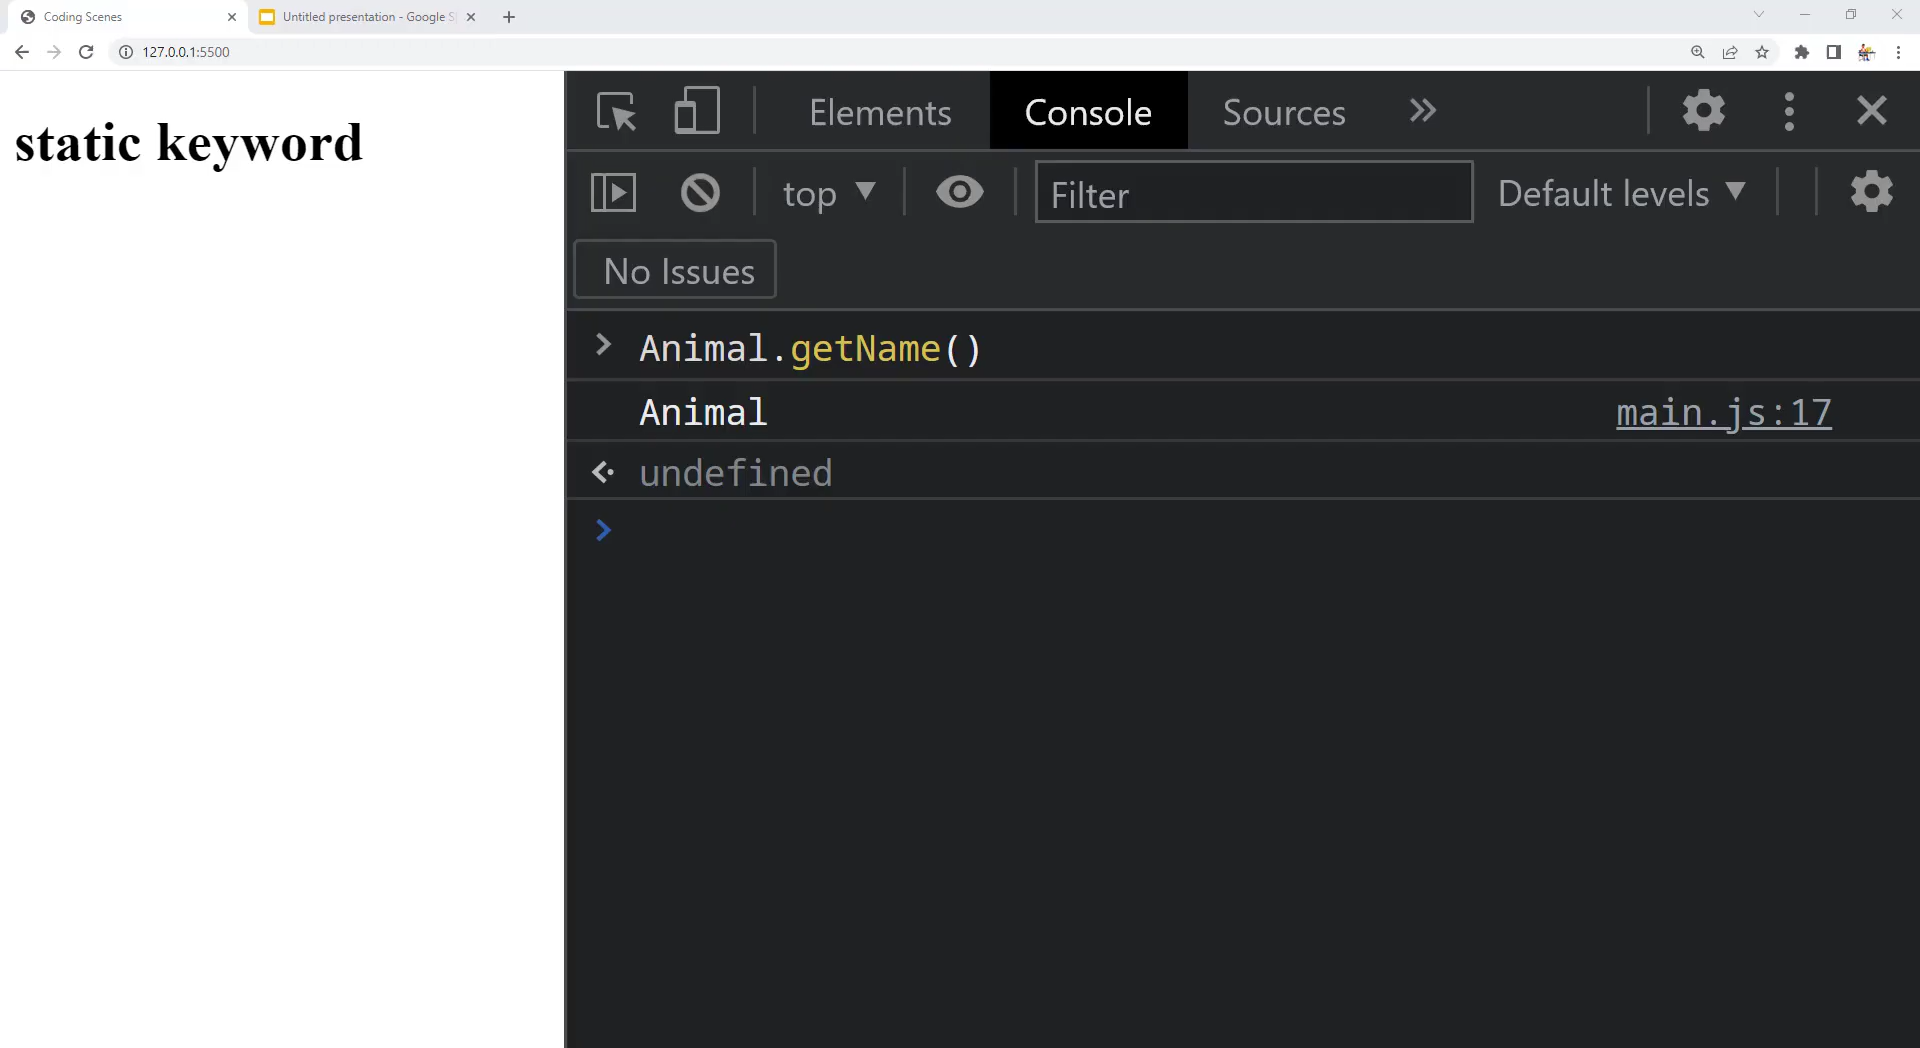 Coding Scenes
Untitled presentation - Google S
127.0.0.1:5500
static keyword
Elements
Console
Sources
top
Filter
Default levels
No Issues
Animal.getName()
Animal
main.js:17
undefined